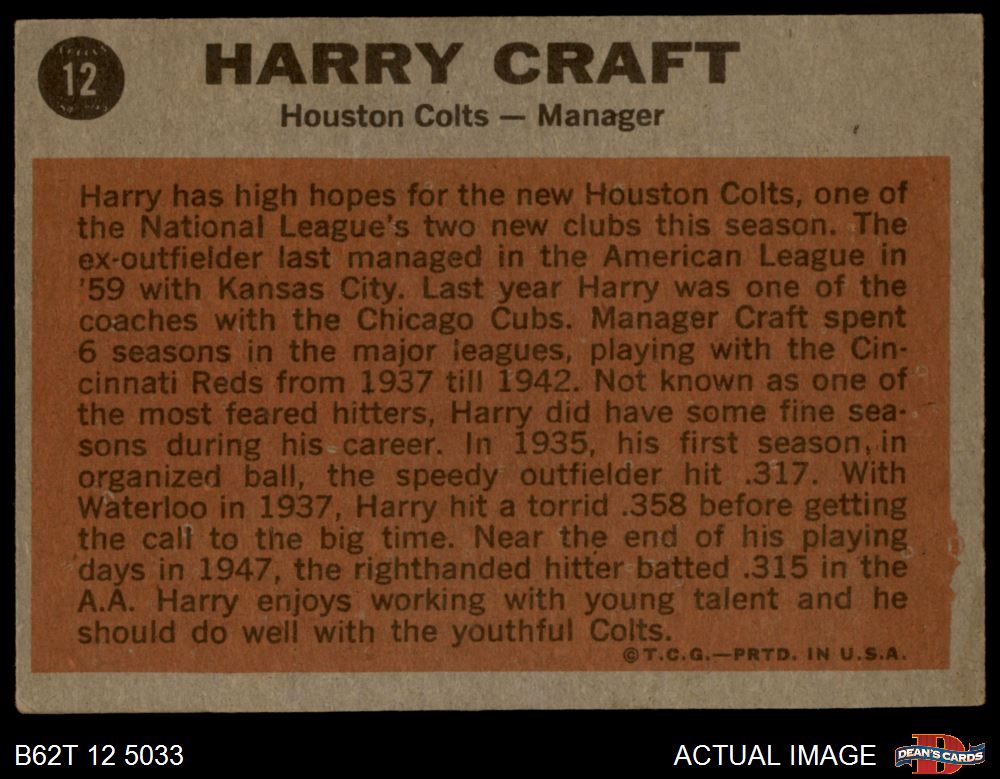 12
HARRY CRAFT
Houston Colts — Manager
Harry has high hopes for the new Houston Colts, one of
the National League's two new clubs this season. The
ex-outfielder last managed in the American League in
'59 with Kansas City. Last year Harry was one of the
coaches with the Chicago Cubs. Manager Craft spent
6 seasons in the major leagues, playing with the Cin-
cinnati Reds from 1937 till 1942. Not known as one of
the most feared hitters, Harry did have some fine sea-
sons during his career. In 1935, his first season in
organized ball, the speedy outfielder hit .317. With
Waterloo in 1937, Harry hit a torrid .358 before getting
the call to the big time. Near the end of his playing
days in 1947, the righthanded hitter batted .315 in the
A.A. Harry enjoys working with young talent and he
should do well with the youthful Colts.
©T.C.G.—PRTD. IN U.S.A.
B62T 12 5033
ACTUAL IMAGE
D
DEAN'S CARDS